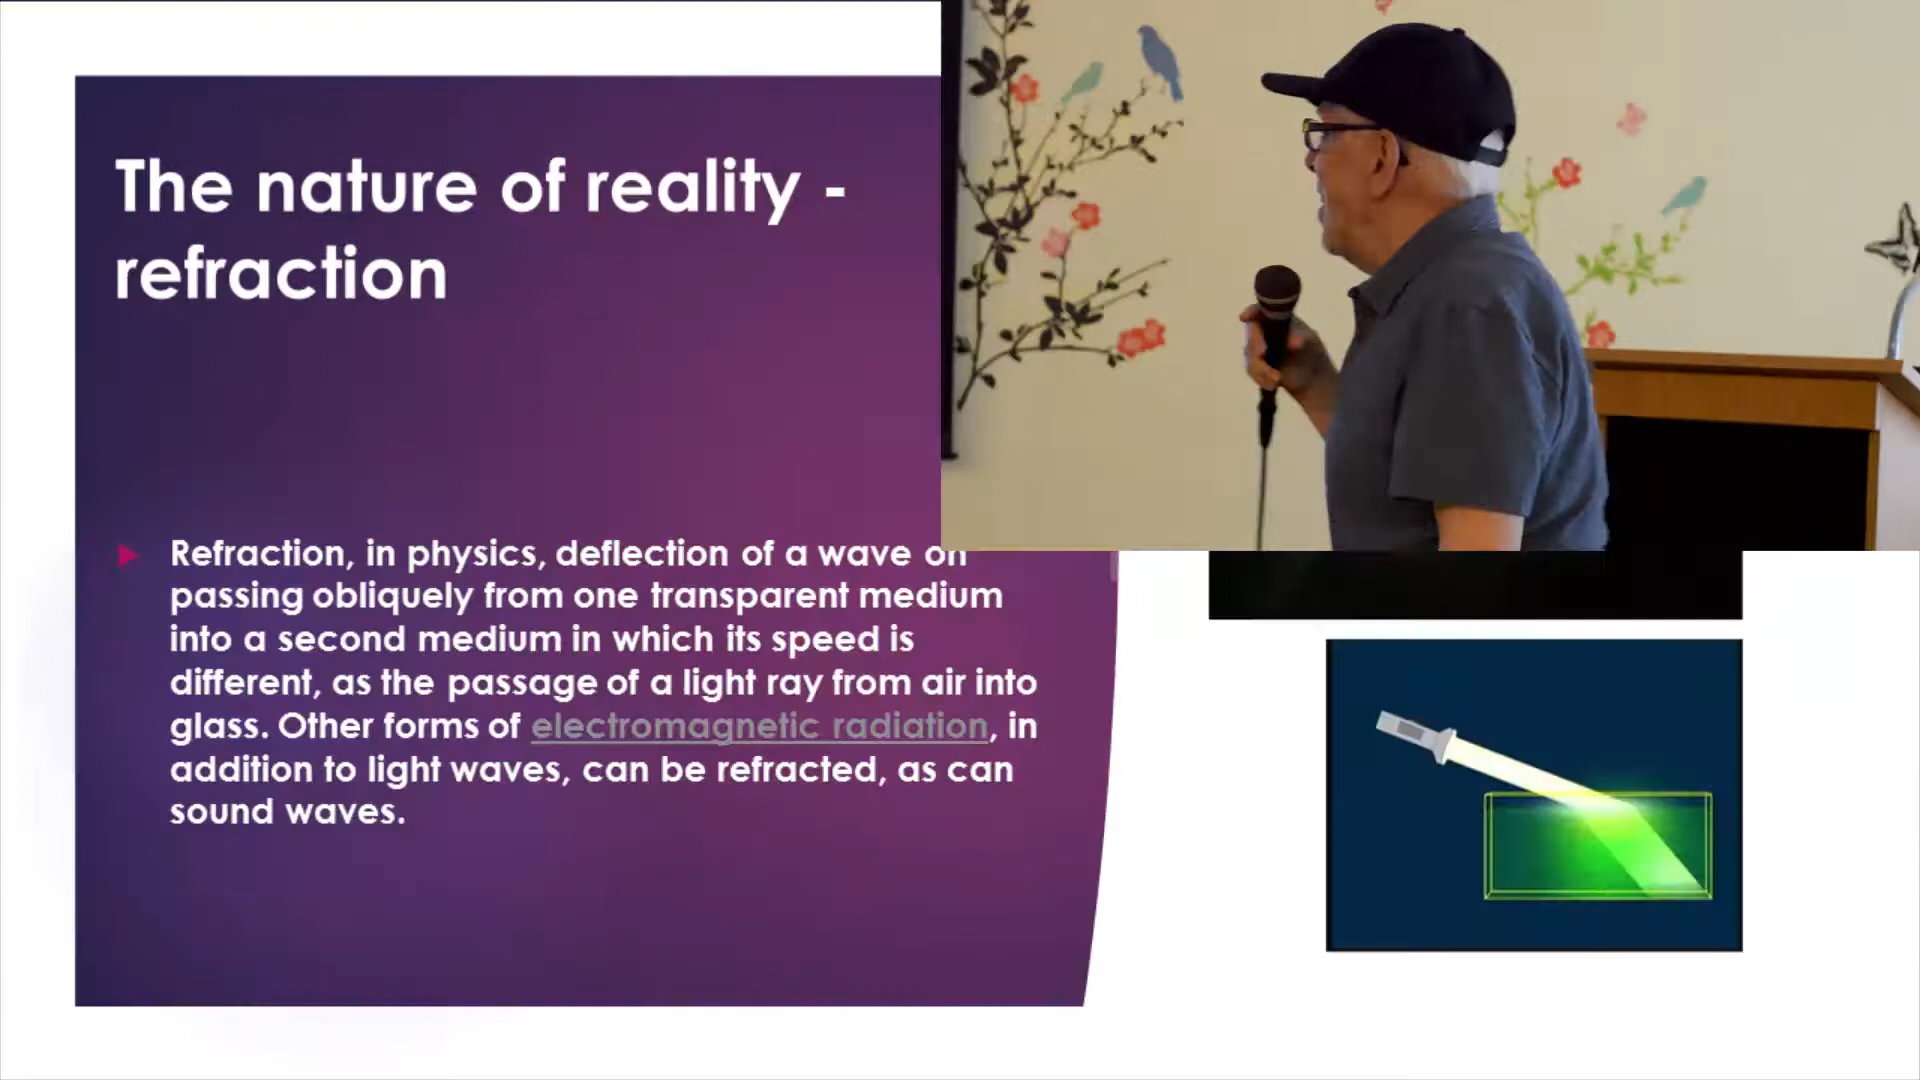 The nature of reality -
refraction
Refraction, in physics, deflection of a wave on
passing obliquely from one transparent medium
into a second medium in which its speed is
different, as the passage of a light ray from air into
glass. Other forms of electromagnetic radiation, in
addition to light waves, can be refracted, as can
sound waves.